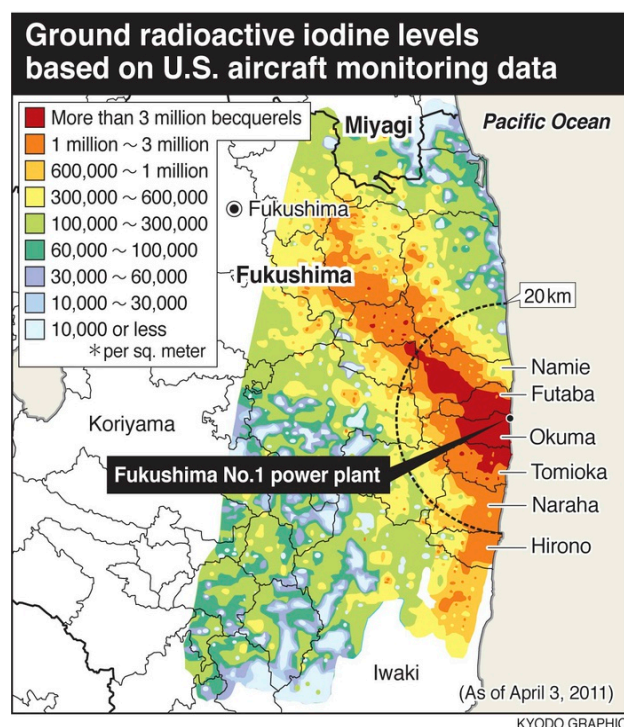 Ground radioactive iodine levels
based on U.S. aircraft monitoring data
More than 3 million becquerels
1 million ~ 3 million
600,000 ~ 1 million
300,000 ~ 600,000
100,000 ~ 300,000
60,000 ~ 100,000
30,000 ~ 60,000
10,000 ~ 30,000
10,000 or less
*per sq. meter
Miyagi
Pacific Ocean
Fukushima
Fukushima
20km
Namie
Futaba
Koriyama
Okuma
Fukushima No.1 power plant
Tomioka
Naraha
Hirono
Iwaki
(As of April 3, 2011)
KYODO GRAPHIC